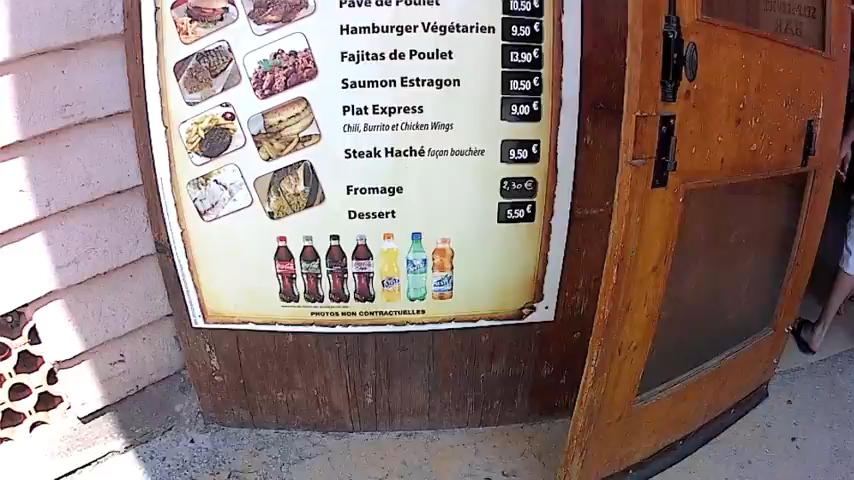 Pavé de Poulet 10,50 €
Hamburger Végétarien 9,50 €
Fajitas de Poulet 13,90 €
Saumon Estragon 10,50 €
Plat Express 9,00 €
Chili, Burrito et Chicken Wings
Steak Haché façon bouchère 9,50 €
Fromage 2,30 €
Dessert 5,50 €
PHOTOS NON CONTRACTUELLES
BAR